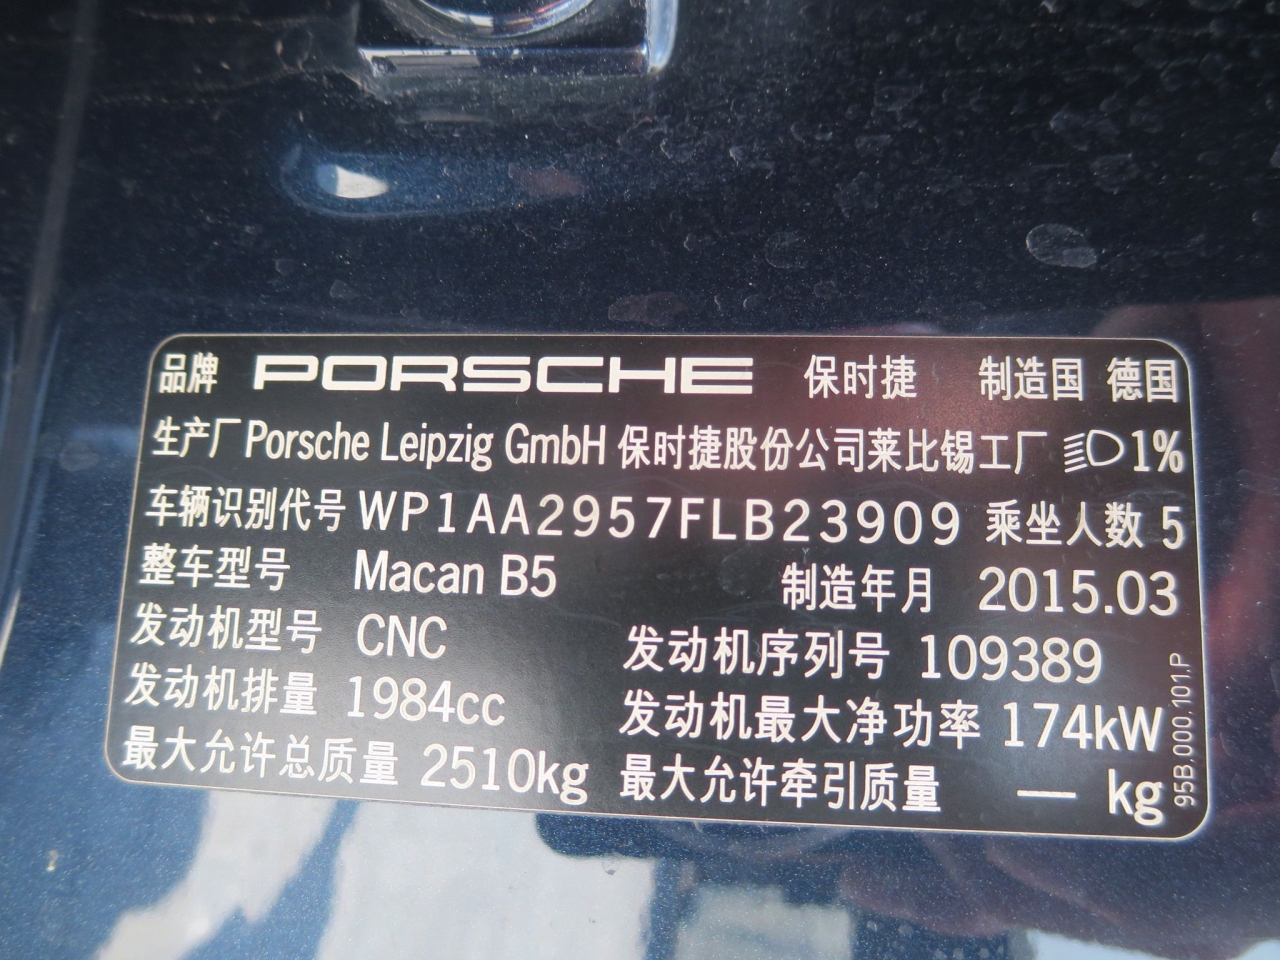 品牌 PORSCHE 保时捷 制造国 德国
生产厂 Porsche Leipzig GmbH 保时捷股份公司莱比锡工厂 1%
车辆识别代号 WP1AA2957FLB23909 乘坐人数 5
整车型号 Macan B5 制造年月 2015.03
发动机型号 CNC 发动机序列号 109389
发动机排量 1984cc 发动机最大净功率 174kW
最大允许总质量 2510kg 最大允许牵引质量 — kg
95B.000.101.P